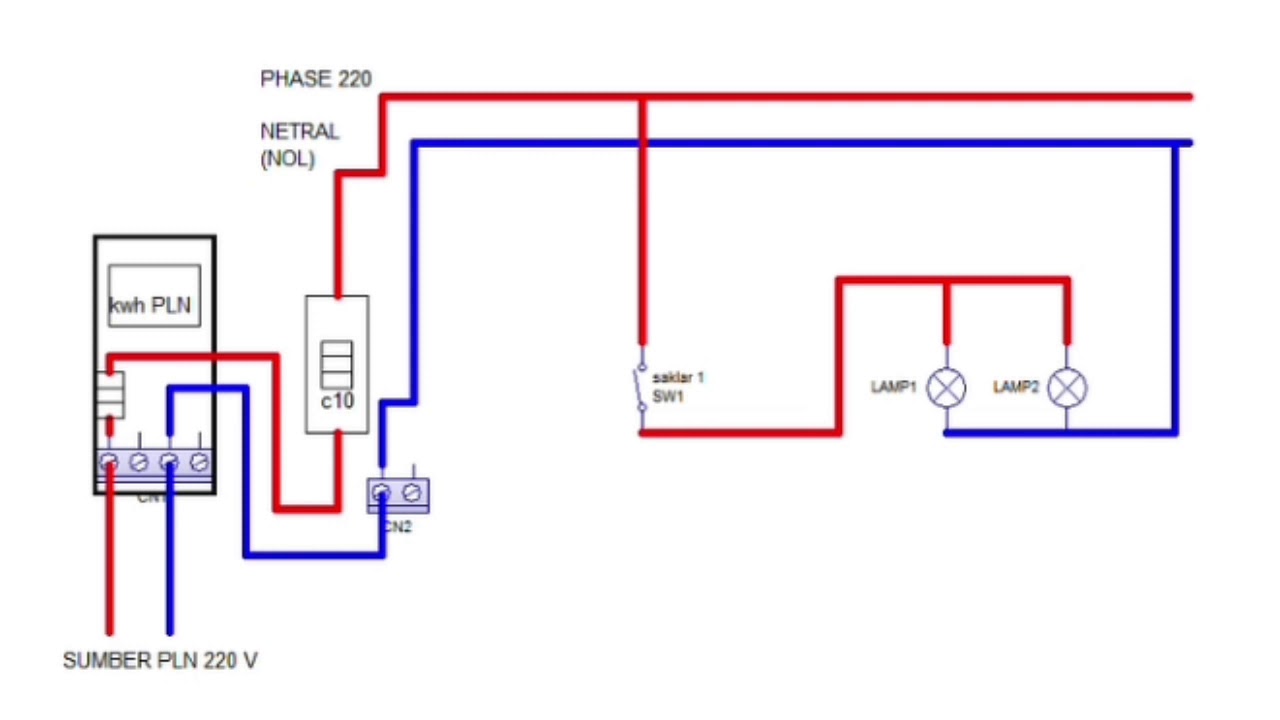 PHASE 220
NETRAL
(NOL)
kwh PLN
c10
saklar 1
SW1
LAMP1
LAMP2
CN1
CN2
SUMBER PLN 220 V